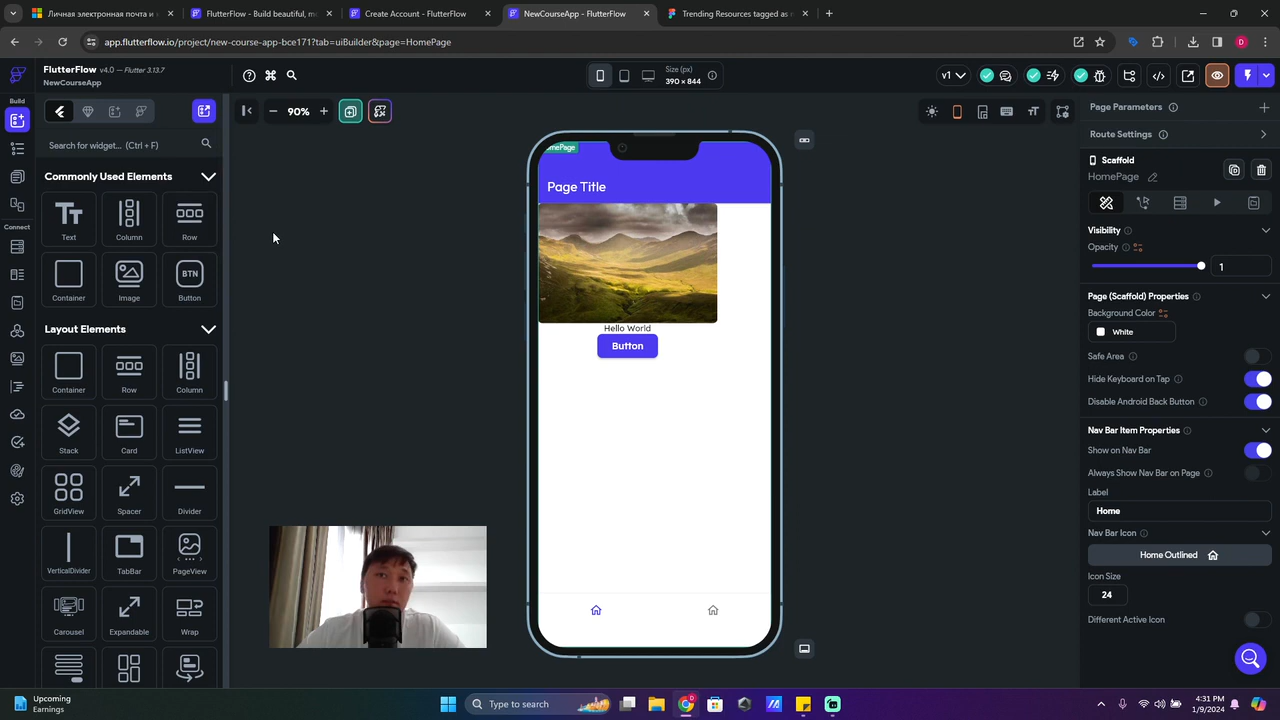 Личная электронная почта и к
FlutterFlow - Build beautiful, mo
Create Account - FlutterFlow
NewCourseApp - FlutterFlow
Trending Resources tagged as n
app.flutterflow.io/project/new-course-app-bce171?tab=uiBuilder&page=HomePage
FlutterFlow v4.0 – Flutter 3.13.7
NewCourseApp
Size (px)
390 × 844
v1
Build
90%
Page Parameters
Search for widget... (Ctrl + F)
Route Settings
Commonly Used Elements
Scaffold
HomePage
Text
Column
Row
Connect
Container
Image
BTN
Button
Layout Elements
Container
Row
Column
Stack
Card
ListView
GridView
Spacer
Divider
VerticalDivider
TabBar
PageView
Carousel
Expandable
Wrap
omePage
Page Title
Hello World
Button
Visibility
Opacity
1
Page (Scaffold) Properties
Background Color
White
Safe Area
Hide Keyboard on Tap
Disable Android Back Button
Nav Bar Item Properties
Show on Nav Bar
Always Show Nav Bar on Page
Label
Home
Nav Bar Icon
Home Outlined
Icon Size
24
Different Active Icon
Upcoming
Earnings
Type to search
4:31 PM
1/9/2024